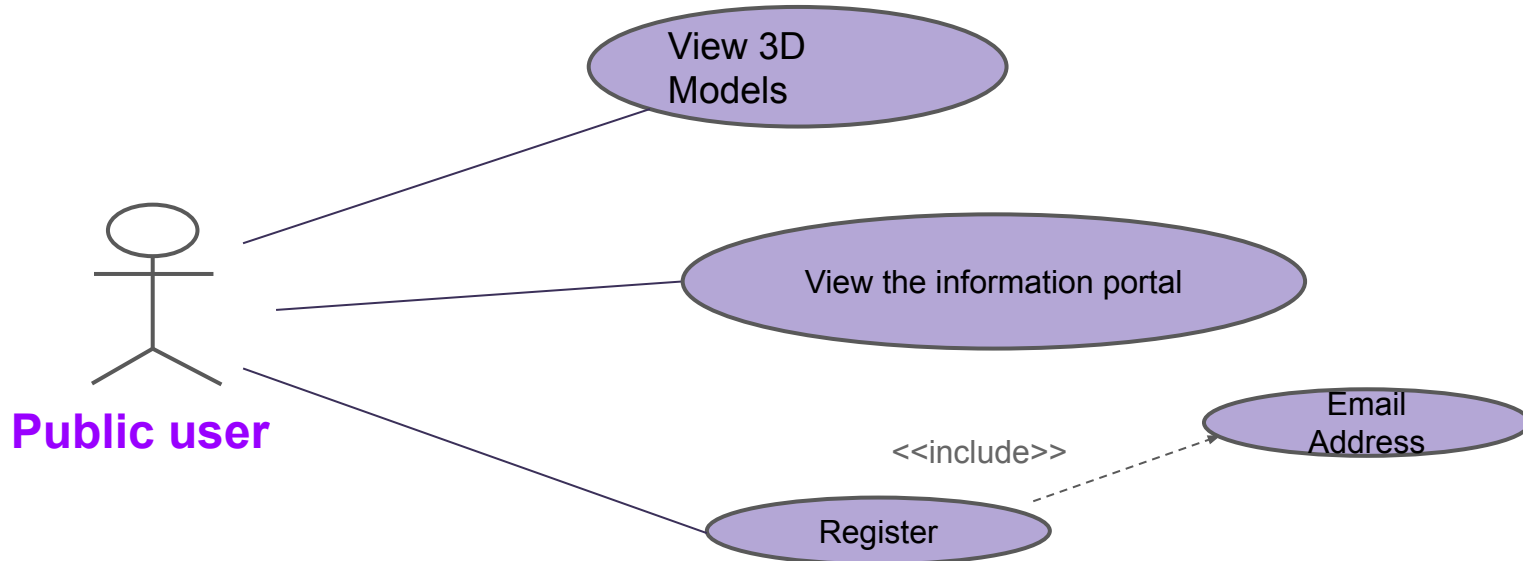 View 3D
Models
View the information portal
Public user
Email
Address
<<include>>
Register